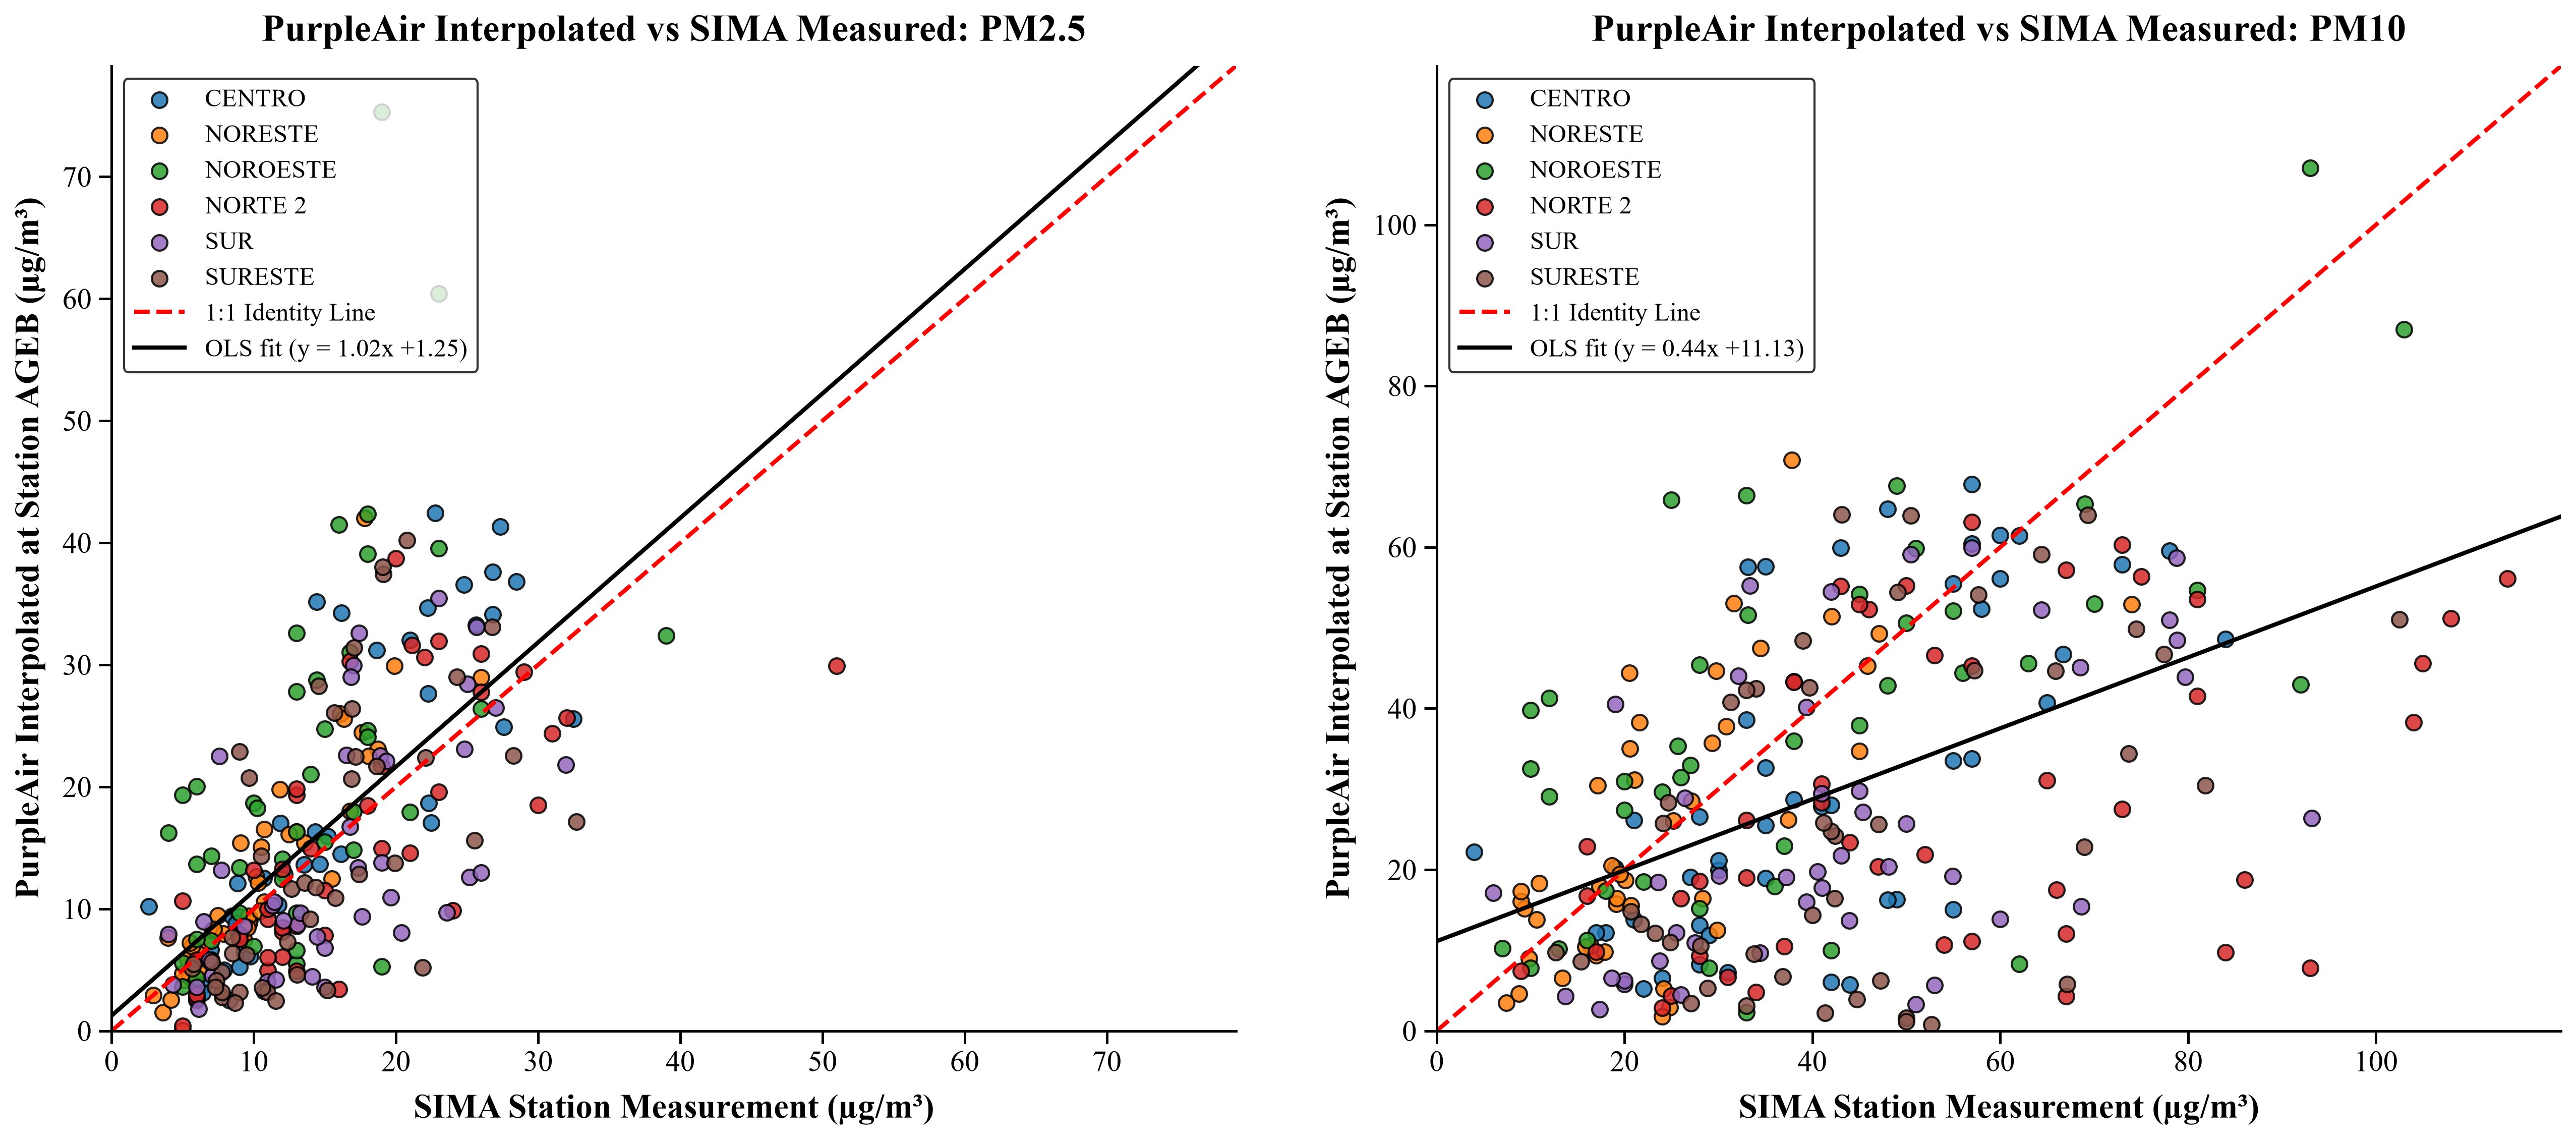 PurpleAir Interpolated vs SIMA Measured: PM2.5
PurpleAir Interpolated at Station AGEB (µg/m³)
70
60
50
40
30
20
10
0
CENTRO
NORESTE
NOROESTE
NORTE 2
SUR
SURESTE
1:1 Identity Line
OLS fit (y = 1.02x +1.25)
0 10 20 30 40 50 60 70
SIMA Station Measurement (µg/m³)
PurpleAir Interpolated vs SIMA Measured: PM10
PurpleAir Interpolated at Station AGEB (µg/m³)
100
80
60
40
20
0
CENTRO
NORESTE
NOROESTE
NORTE 2
SUR
SURESTE
1:1 Identity Line
OLS fit (y = 0.44x +11.13)
0 20 40 60 80 100
SIMA Station Measurement (µg/m³)